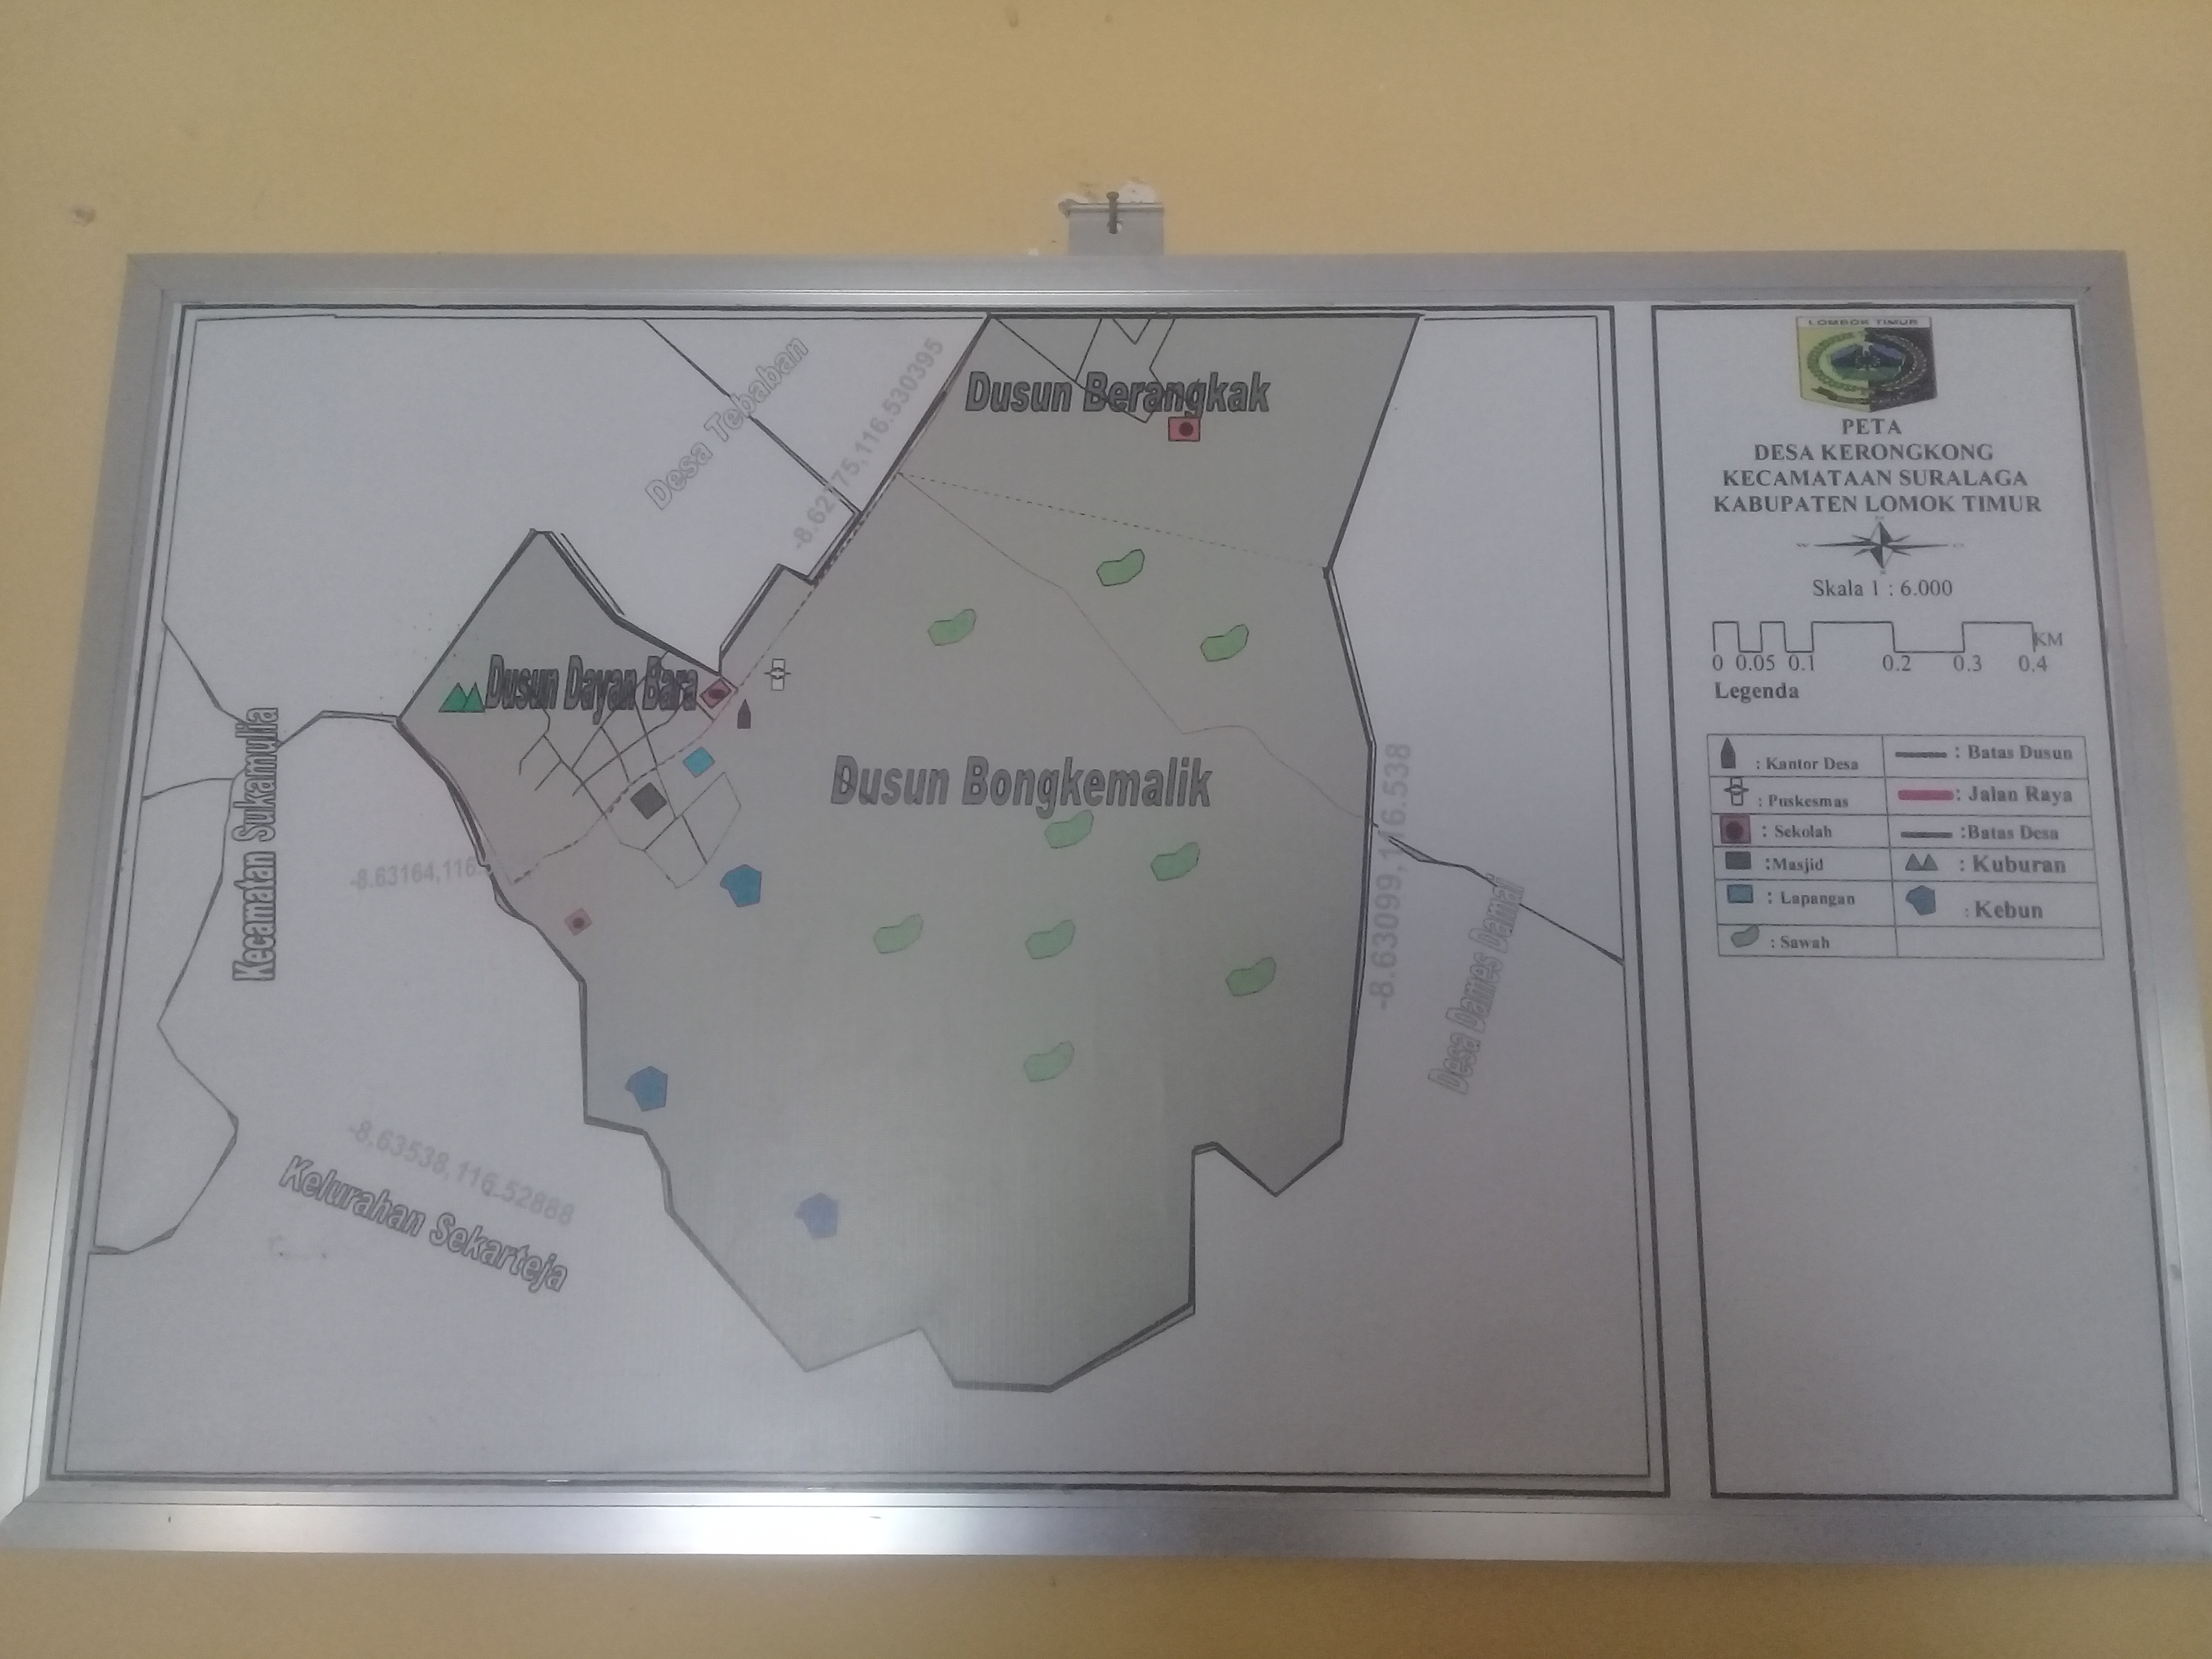 Desa Tebaban
-8.62775,116.530395
Dusun Berangkak
Dusun Dayan Bara
Dusun Bongkemalik
Kecamatan Sukamulia
-8.63164,116.
-8.63099,116.538
Desa Dames Damai
-8.63538,116.52888
Kelurahan Sekarteja
LOMBOK TIMUR
PETA
DESA KERONGKONG
KECAMATAAN SURALAGA
KABUPATEN LOMOK TIMUR
Skala 1 : 6.000
KM
0 0.05 0.1 0.2 0.3 0,4
Legenda
: Kantor Desa
: Batas Dusun
: Puskesmas
: Jalan Raya
: Sekolah
:Batas Desa
:Masjid
: Kuburan
: Lapangan
: Kebun
: Sawah